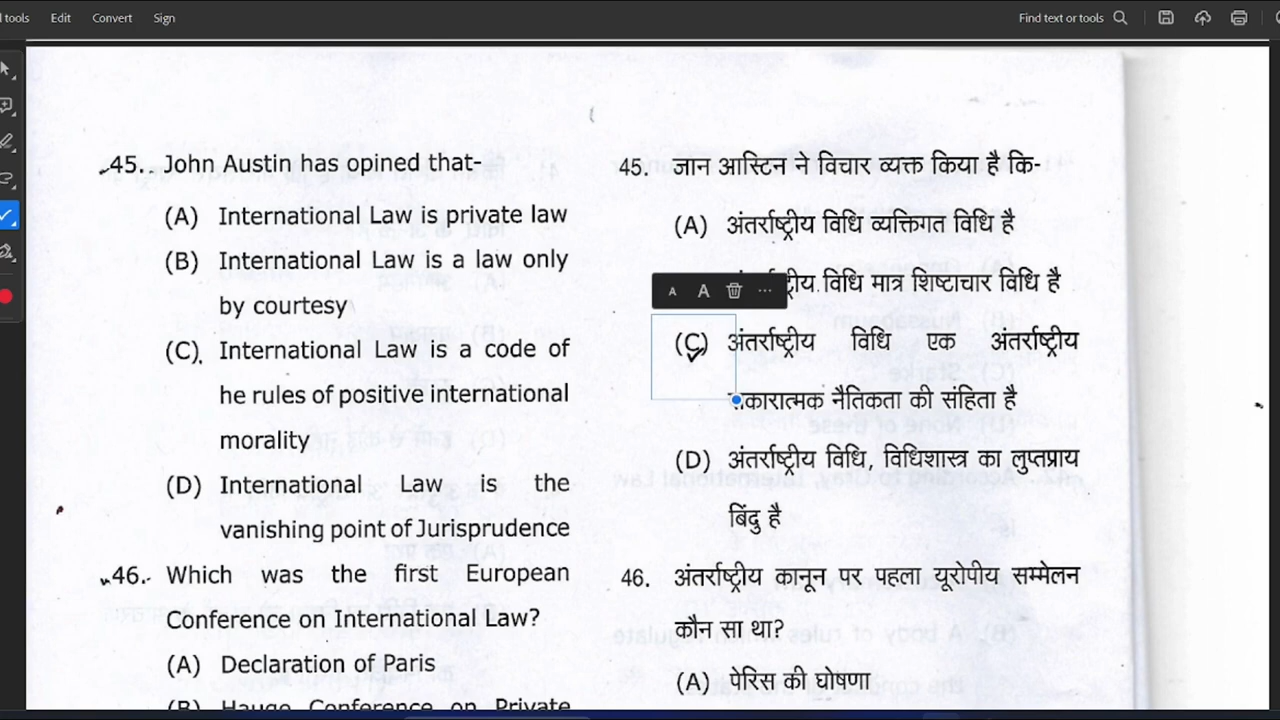 l tools Edit Convert Sign Find text or tools
45. John Austin has opined that-
(A) International Law is private law
(B) International Law is a law only
by courtesy
(C) International Law is a code of
he rules of positive international
morality
(D) International Law is the
vanishing point of Jurisprudence
46. Which was the first European
Conference on International Law?
(A) Declaration of Paris
(B) Hauge Conference on Private
45. जान आस्टिन ने विचार व्यक्त किया है कि-
(A) अंतर्राष्ट्रीय विधि व्यक्तिगत विधि है
A A ... विधि मात्र शिष्टाचार विधि है
(C) अंतर्राष्ट्रीय विधि एक अंतर्राष्ट्रीय
नैतिकता की संहिता है
(D) अंतर्राष्ट्रीय विधि, विधिशास्त्र का लुप्तप्राय
बिंदु है
46. अंतर्राष्ट्रीय कानून पर पहला यूरोपीय सम्मेलन
कौन सा था?
(A) पेरिस की घोषणा